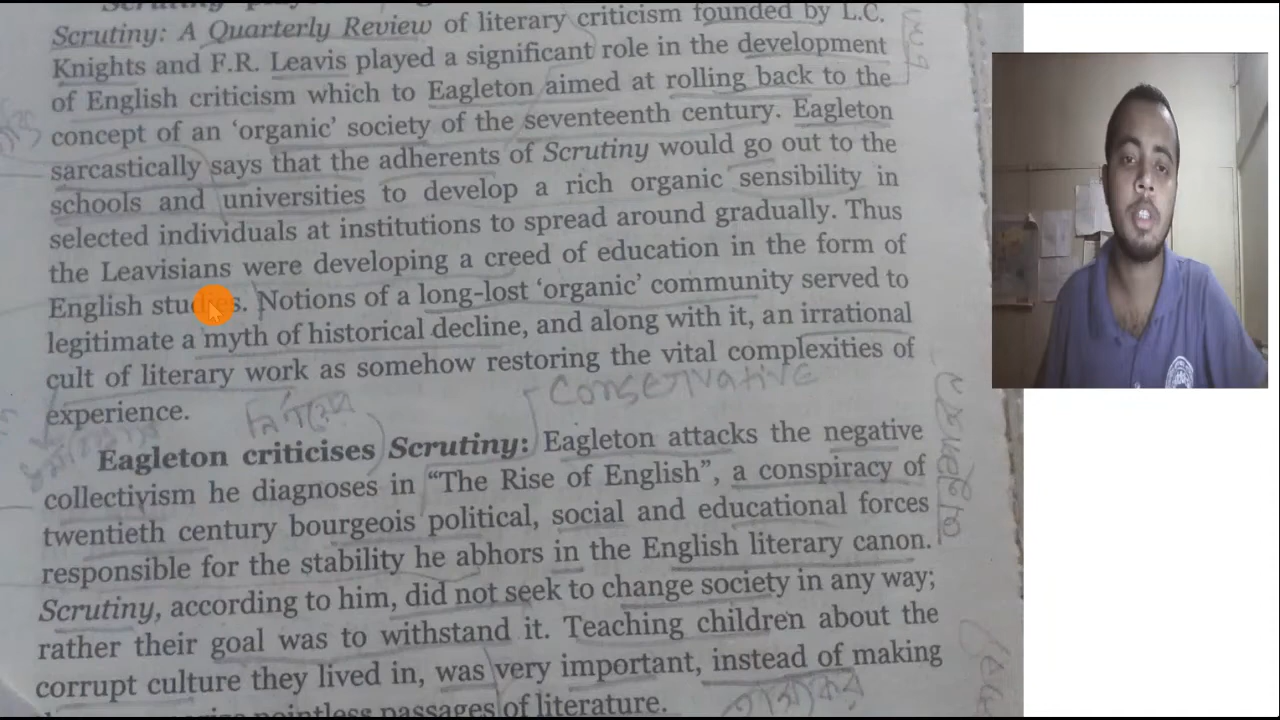 Scrutiny: A Quarterly Review of literary criticism founded by L.C.
Knights and F.R. Leavis played a significant role in the development
of English criticism which to Eagleton aimed at rolling back to the
concept of an ‘organic’ society of the seventeenth century. Eagleton
sarcastically says that the adherents of Scrutiny would go out to the
schools and universities to develop a rich organic sensibility in
selected individuals at institutions to spread around gradually. Thus
the Leavisians were developing a creed of education in the form of
English studies. Notions of a long-lost ‘organic’ community served to
legitimate a myth of historical decline, and along with it, an irrational
cult of literary work as somehow restoring the vital complexities of
experience.
conservative
Eagleton criticises Scrutiny: Eagleton attacks the negative
collectivism he diagnoses in “The Rise of English”, a conspiracy of
twentieth century bourgeois political, social and educational forces
responsible for the stability he abhors in the English literary canon.
Scrutiny, according to him, did not seek to change society in any way;
rather their goal was to withstand it. Teaching children about the
corrupt culture they lived in, was very important, instead of making
pointless passages of literature.